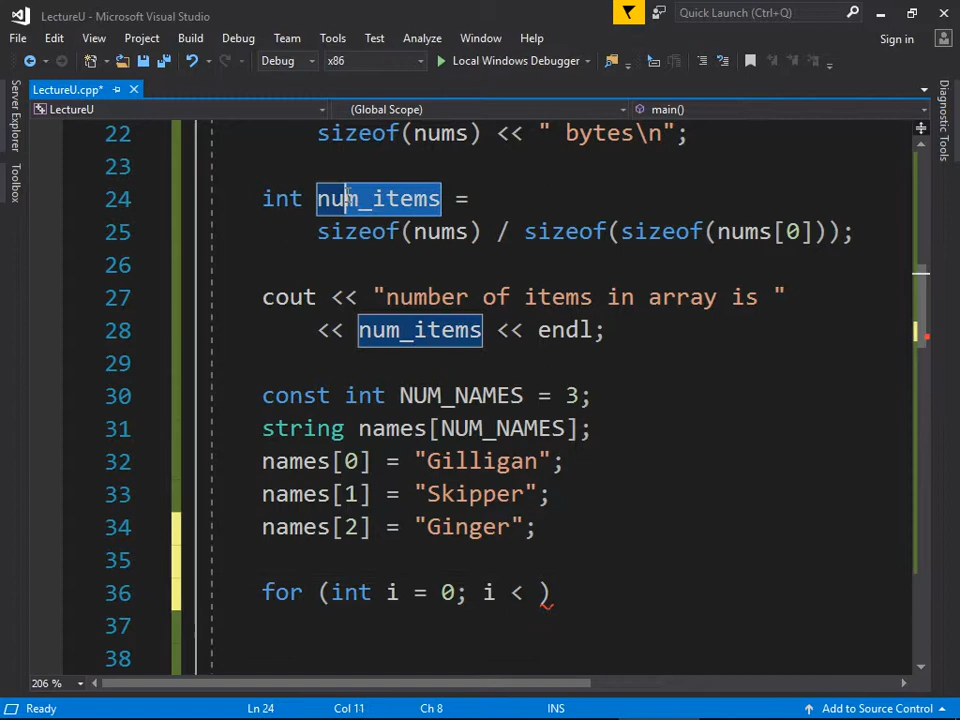 LectureU - Microsoft Visual Studio
Quick Launch (Ctrl+Q)
File Edit View Project Build Debug Team Tools Test Analyze Window Help
Sign in
Debug x86 Local Windows Debugger
LectureU.cpp*
LectureU (Global Scope) main()
Server Explorer
Toolbox
Diagnostic Tools
22 sizeof(nums) << " bytes\n";
23
24 int num_items =
25 sizeof(nums) / sizeof(sizeof(nums[0]));
26
27 cout << "number of items in array is "
28 << num_items << endl;
29
30 const int NUM_NAMES = 3;
31 string names[NUM_NAMES];
32 names[0] = "Gilligan";
33 names[1] = "Skipper";
34 names[2] = "Ginger";
35
36 for (int i = 0; i < )
37
38
206 %
Ready Ln 24 Col 11 Ch 8 INS Add to Source Control